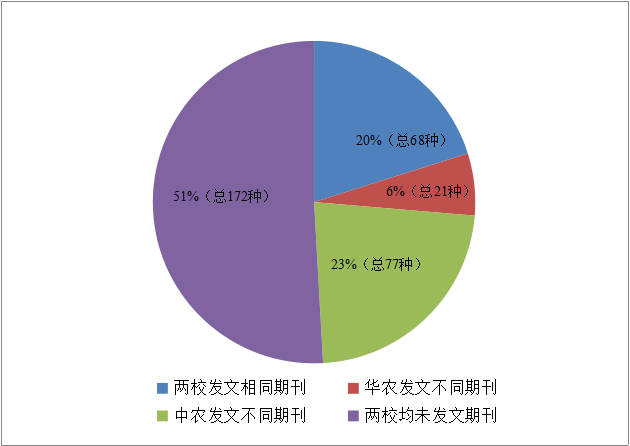 20%（总68种）
51%（总172种）
6%（总21种）
23%（总77种）
两校发文相同期刊
华农发文不同期刊
中农发文不同期刊
两校均未发文期刊